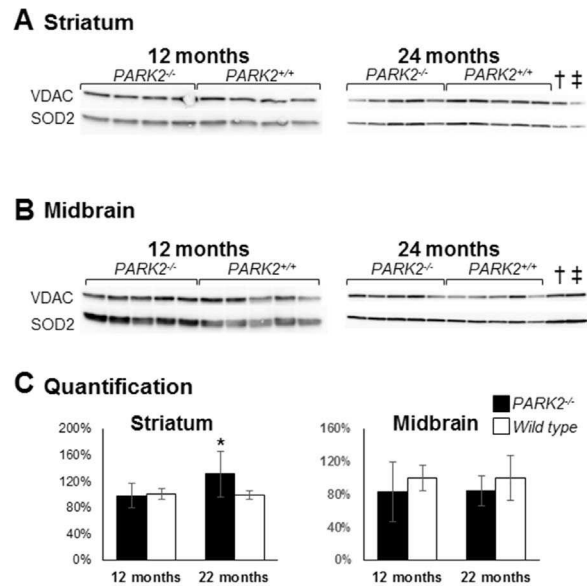 A Striatum
12 months 24 months
PARK2-/- PARK2+/+ PARK2-/- PARK2+/+ † ‡
VDAC
SOD2
B Midbrain
12 months 24 months
PARK2-/- PARK2+/+ PARK2-/- PARK2+/+ † ‡
VDAC
SOD2
C Quantification
PARK2-/-
Wild type
Striatum
200%
160%
120%
80%
40%
0%
*
12 months 22 months
Midbrain
160%
120%
80%
40%
0%
12 months 22 months